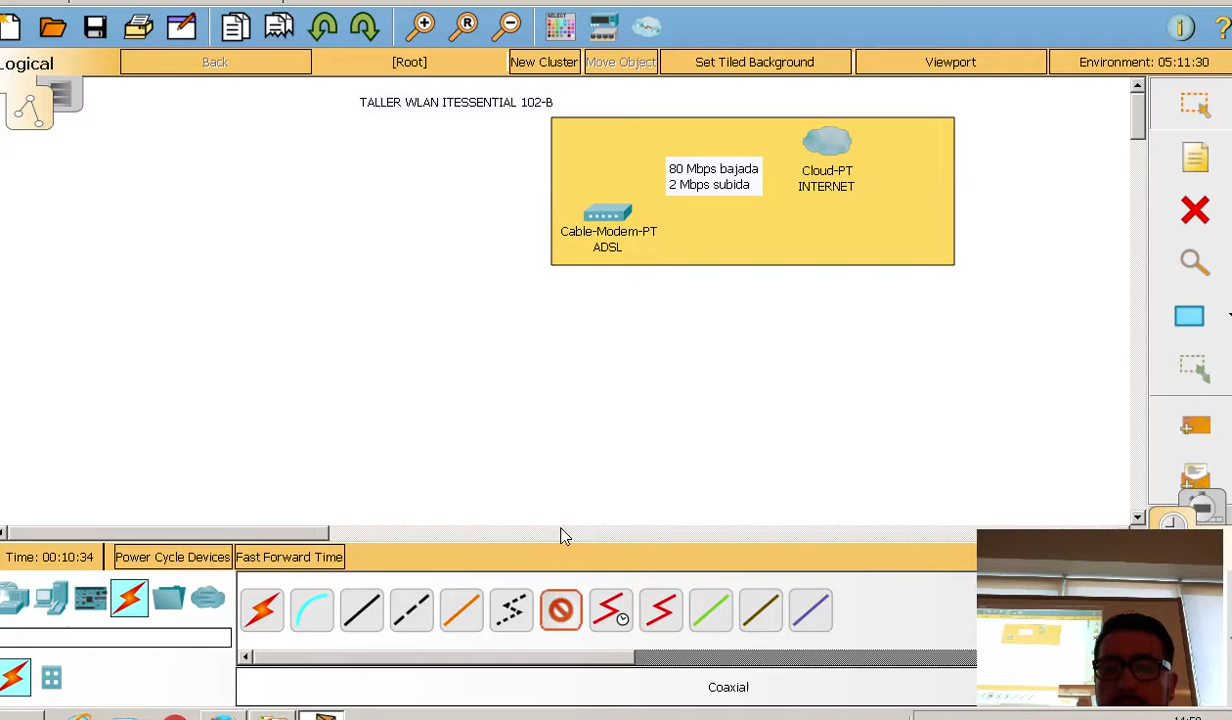 Logical
Back
[Root]
New Cluster
Move Object
Set Tiled Background
Viewport
Environment: 05:11:30
SELECT
TALLER WLAN ITESSENTIAL 102-B
80 Mbps bajada
2 Mbps subida
Cloud-PT
INTERNET
Cable-Modem-PT
ADSL
Time: 00:10:34
Power Cycle Devices
Fast Forward Time
Coaxial